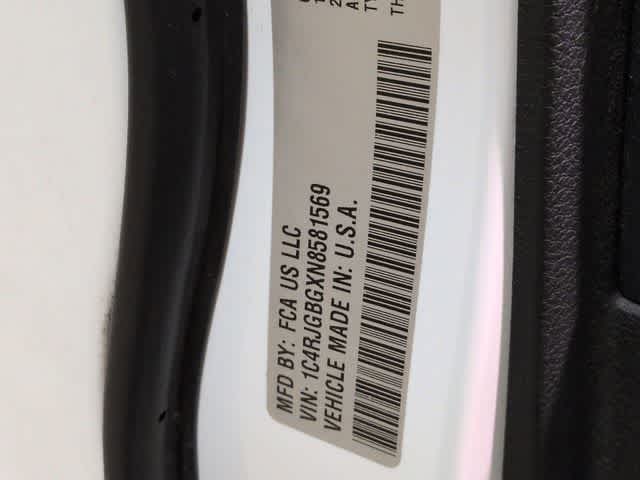 MFD BY: FCA US LLC
VIN: 1C4RJGBGXN8581569
VEHICLE MADE IN: U.S.A.